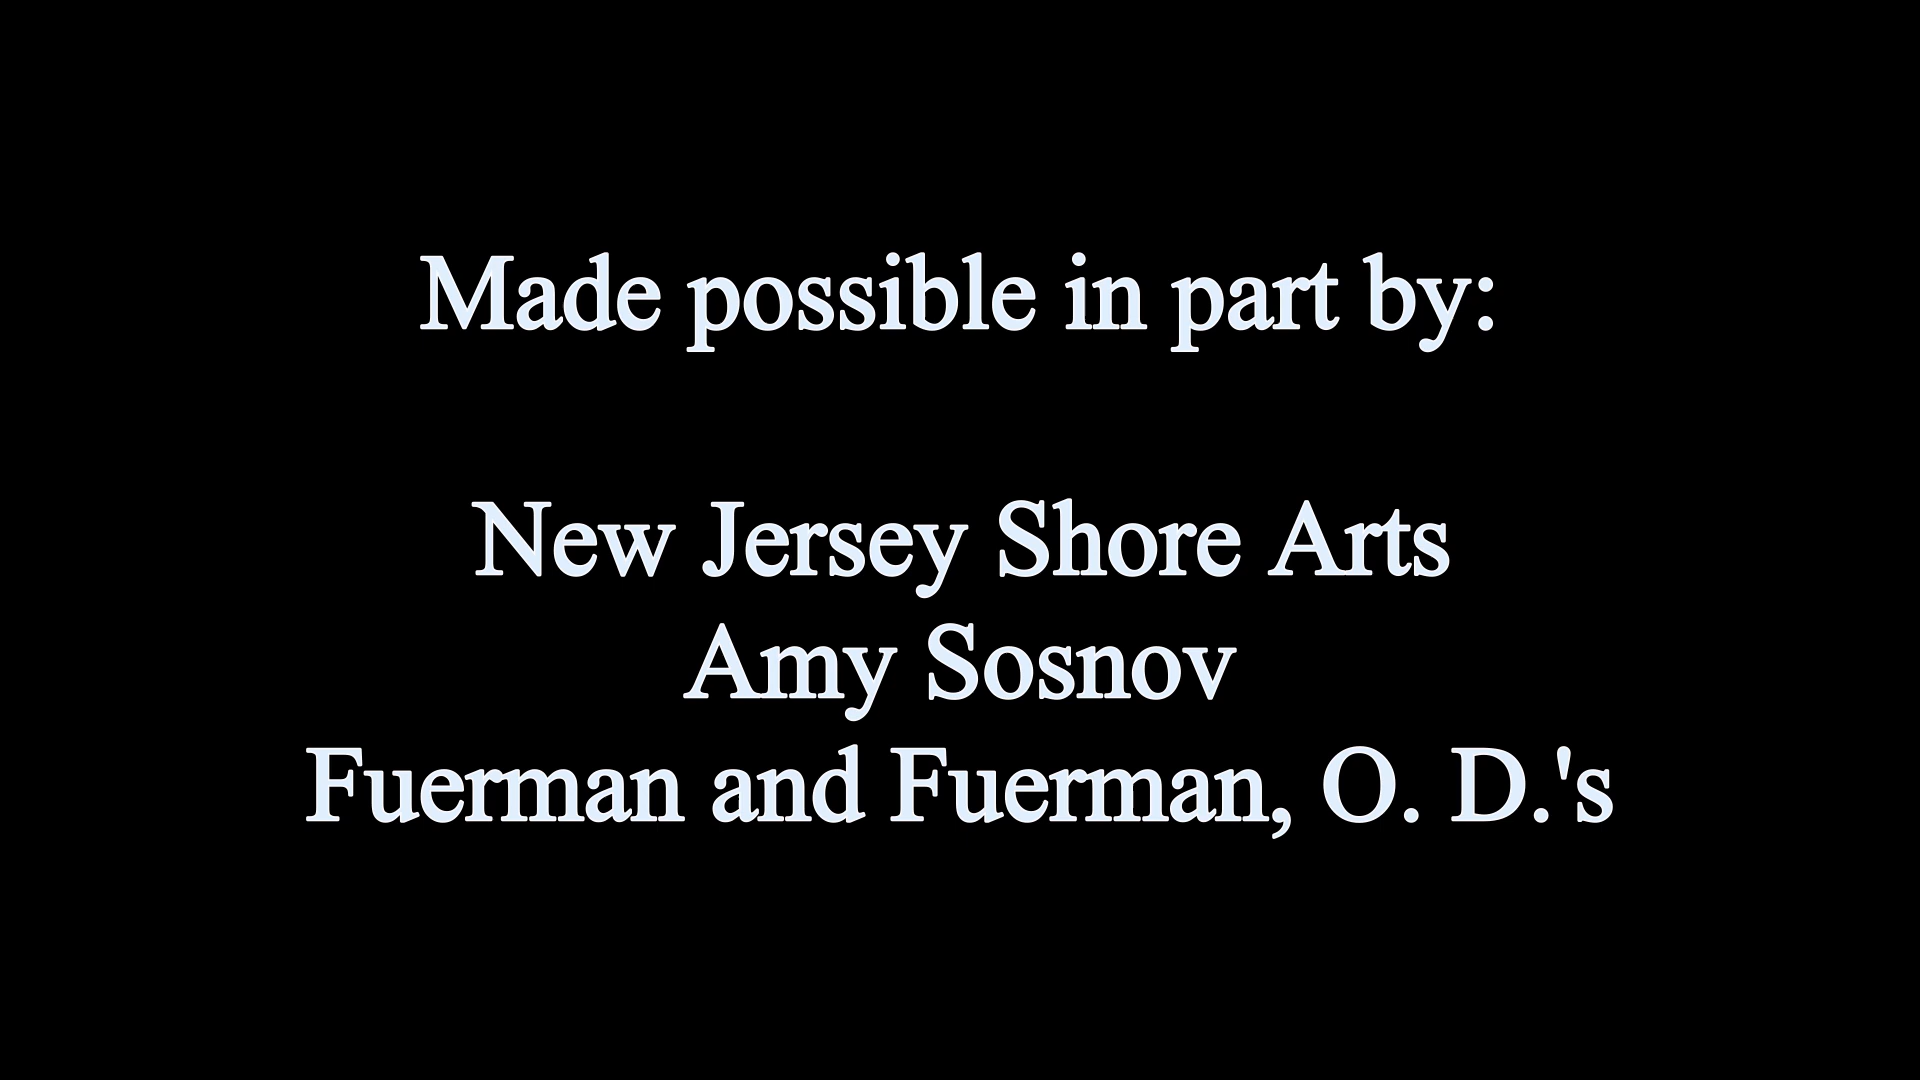 Made possible in part by:
New Jersey Shore Arts
Amy Sosnov
Fuerman and Fuerman, O. D.'s